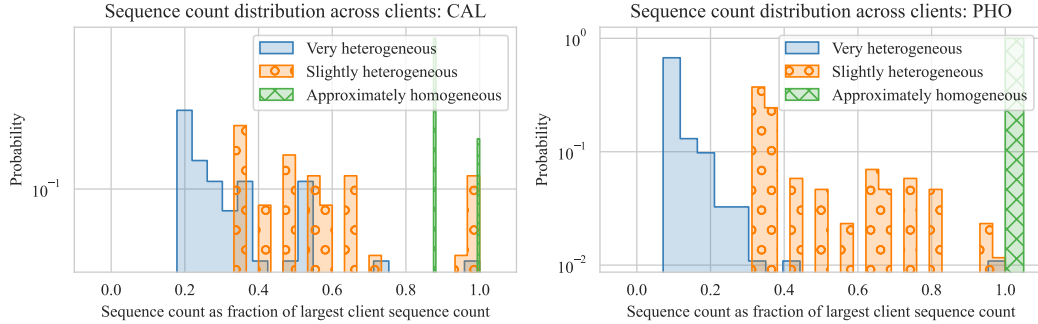 Sequence count distribution across clients: CAL
Very heterogeneous
Slightly heterogeneous
Approximately homogeneous
Probability
10⁻¹
0.0 0.2 0.4 0.6 0.8 1.0
Sequence count as fraction of largest client sequence count
Sequence count distribution across clients: PHO
Very heterogeneous
Slightly heterogeneous
Approximately homogeneous
Probability
10⁰
10⁻¹
10⁻²
0.0 0.2 0.4 0.6 0.8 1.0
Sequence count as fraction of largest client sequence count